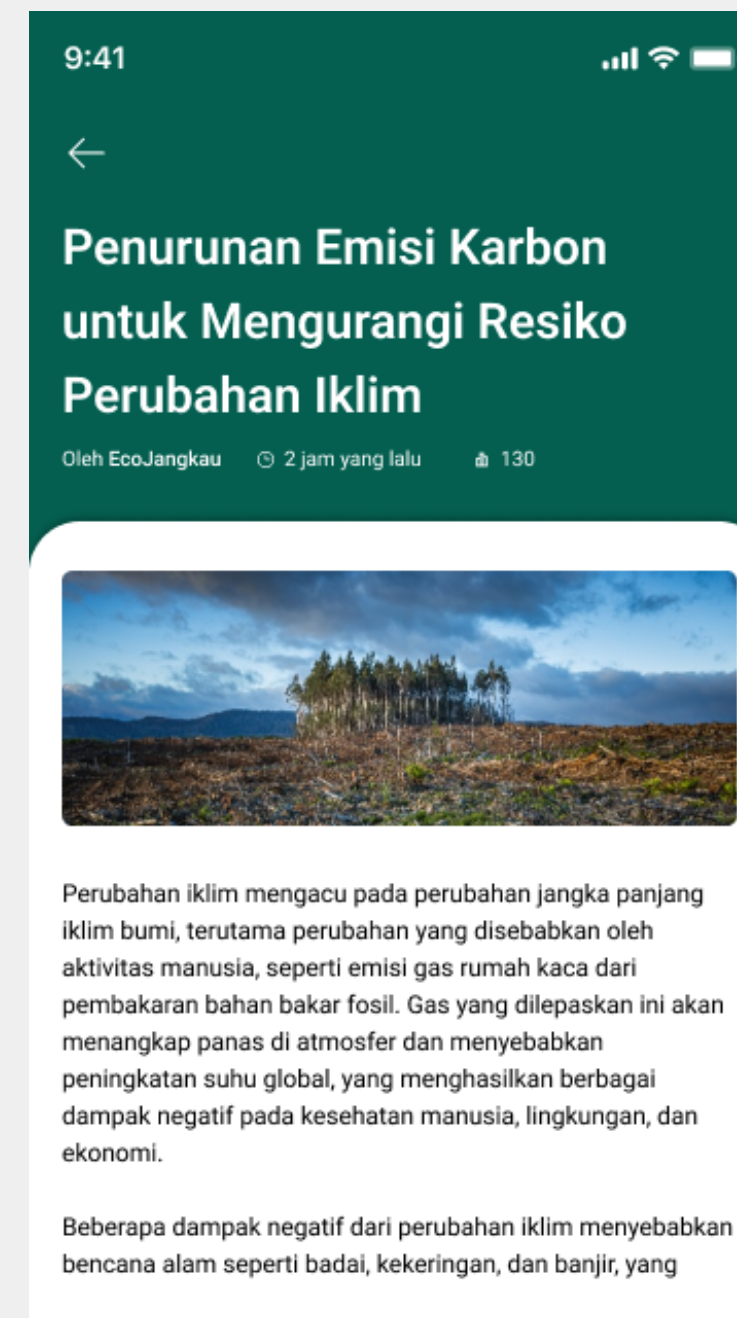 9:41
Penurunan Emisi Karbon
untuk Mengurangi Resiko
Perubahan Iklim
Oleh EcoJangkau 2 jam yang lalu 130
Perubahan iklim mengacu pada perubahan jangka panjang
iklim bumi, terutama perubahan yang disebabkan oleh
aktivitas manusia, seperti emisi gas rumah kaca dari
pembakaran bahan bakar fosil. Gas yang dilepaskan ini akan
menangkap panas di atmosfer dan menyebabkan
peningkatan suhu global, yang menghasilkan berbagai
dampak negatif pada kesehatan manusia, lingkungan, dan
ekonomi.
Beberapa dampak negatif dari perubahan iklim menyebabkan
bencana alam seperti badai, kekeringan, dan banjir, yang